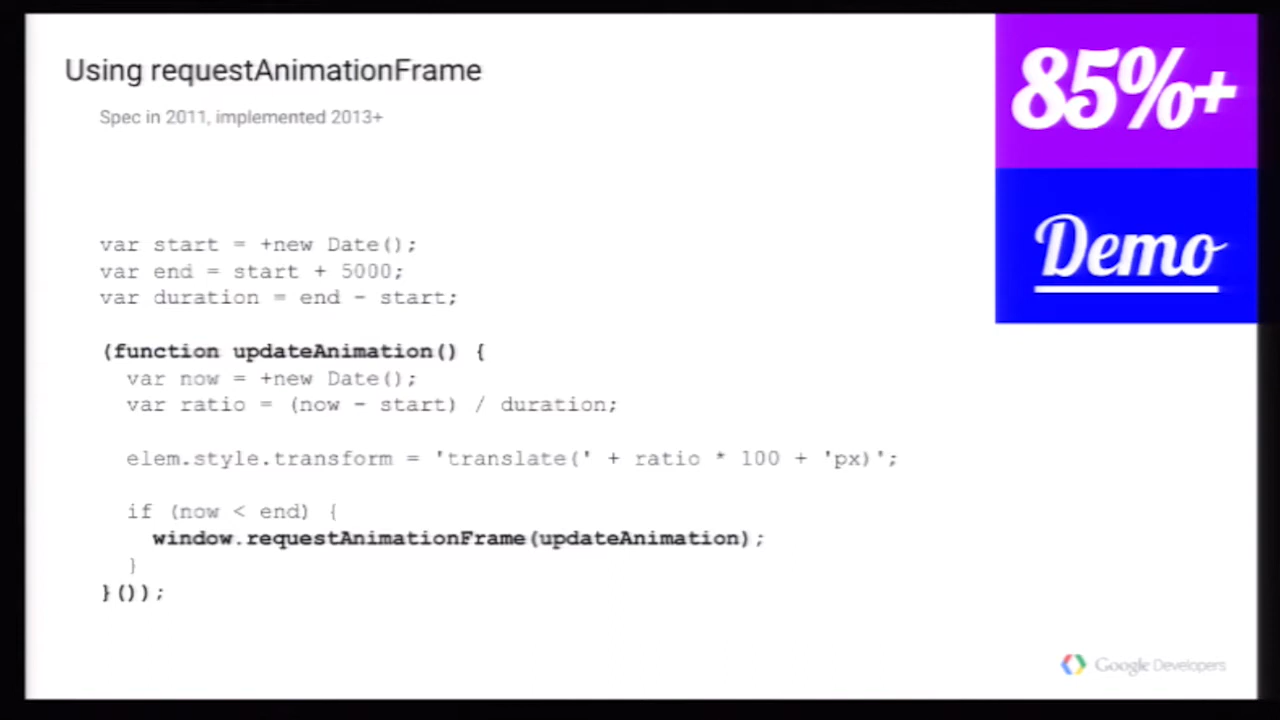 Using requestAnimationFrame
Spec in 2011, implemented 2013+
85%+
Demo
var start = +new Date();
var end = start + 5000;
var duration = end - start;
(function updateAnimation() {
var now = +new Date();
var ratio = (now - start) / duration;
elem.style.transform = 'translate(' + ratio * 100 + 'px)';
if (now < end) {
window.requestAnimationFrame(updateAnimation);
}
}());
Google Developers